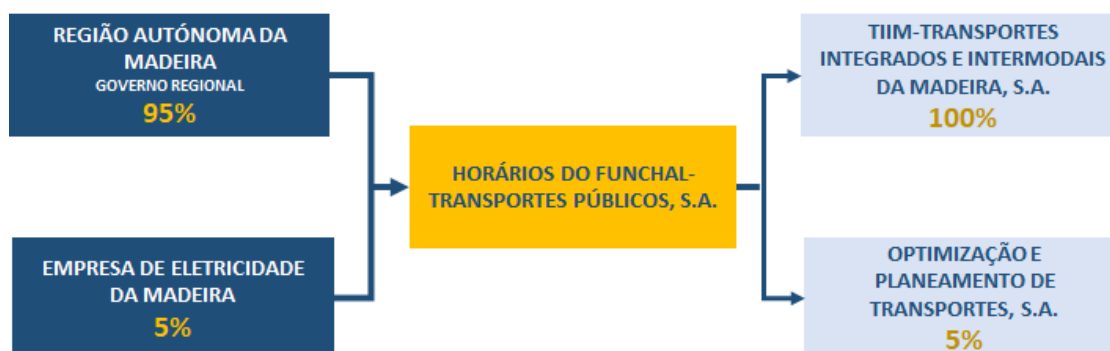 REGIÃO AUTÓNOMA DA
MADEIRA
GOVERNO REGIONAL
95%
EMPRESA DE ELETRICIDADE
DA MADEIRA
5%
HORÁRIOS DO FUNCHAL-
TRANSPORTES PÚBLICOS, S.A.
TIIM-TRANSPORTES
INTEGRADOS E INTERMODAIS
DA MADEIRA, S.A.
100%
OPTIMIZAÇÃO E
PLANEAMENTO DE
TRANSPORTES, S.A.
5%